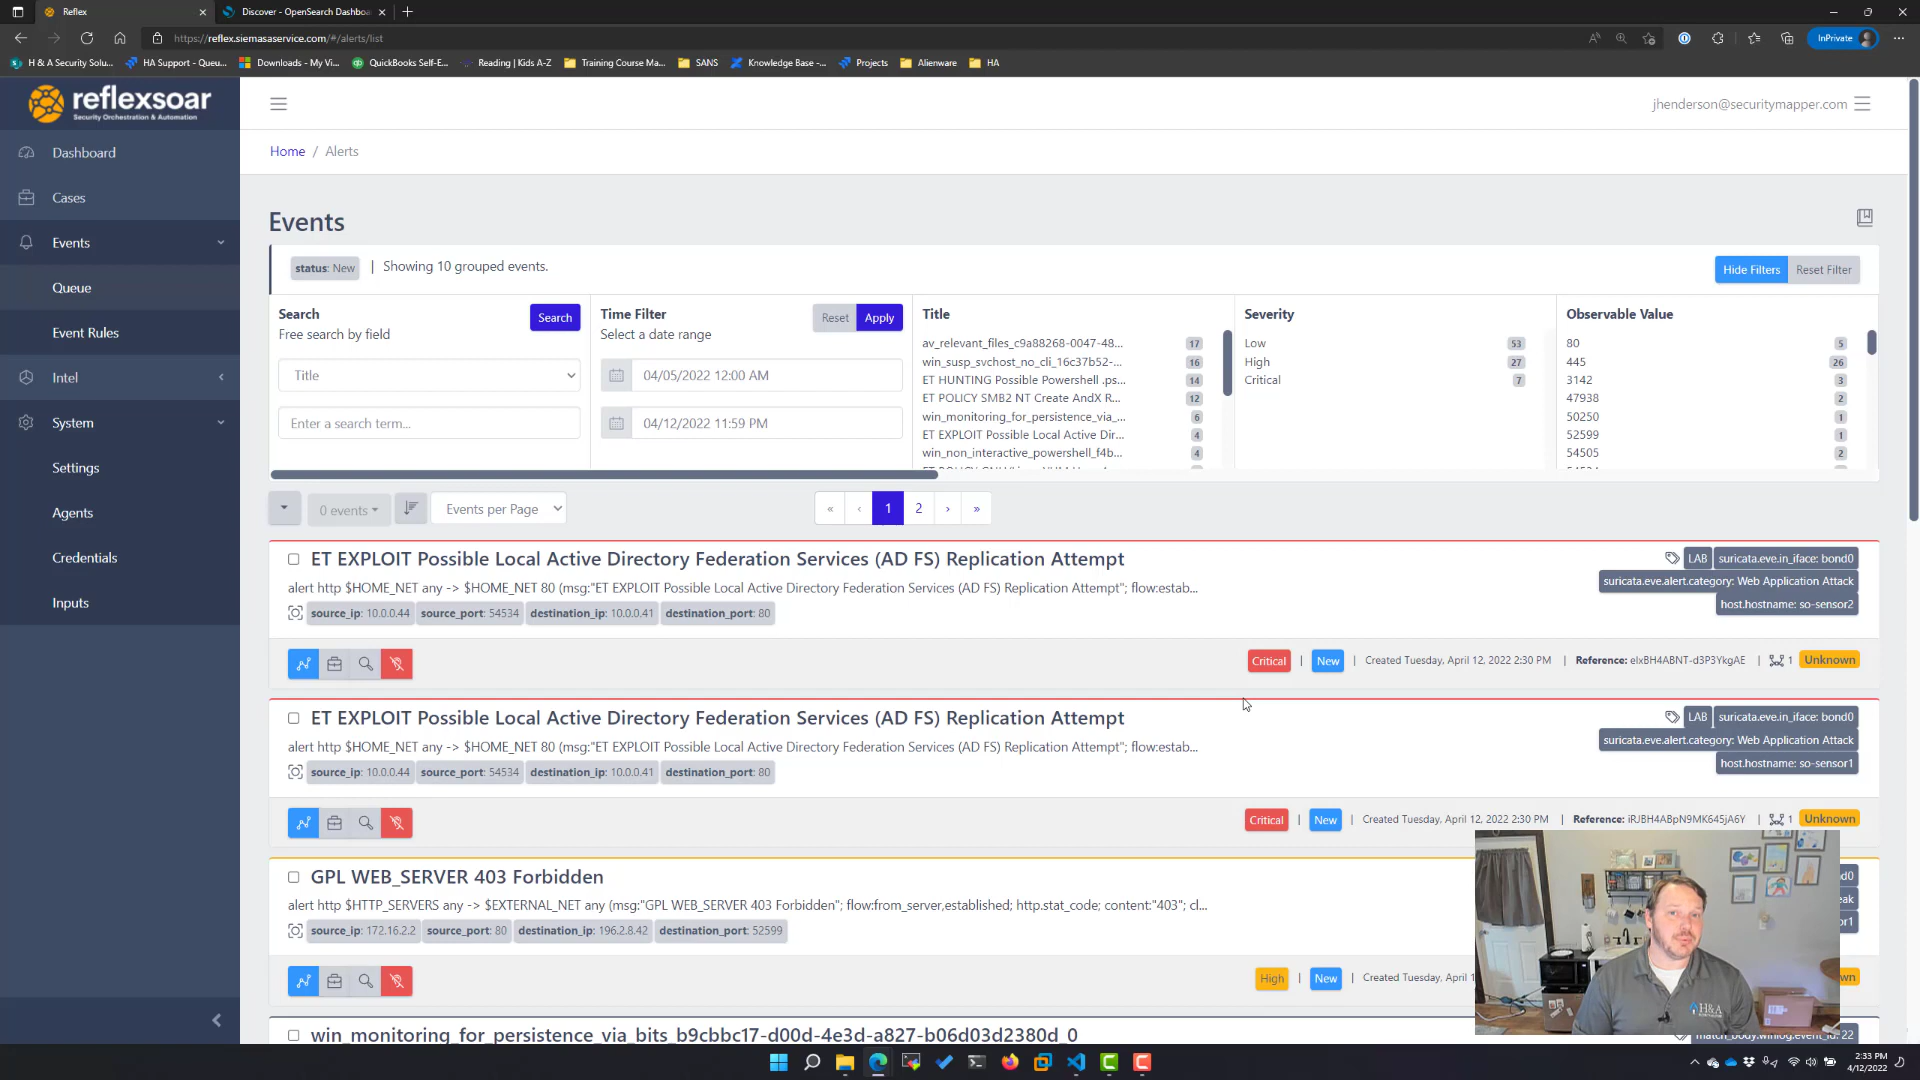 Reflex
Discover - OpenSearch Dashbo
https://reflex.siemasaservice.com/#/alerts/list
InPrivate
H & A Security Solu...
HA Support - Queu...
Downloads - My Vi...
QuickBooks Self-E...
Reading | Kids A-Z
Training Course Ma...
SANS
Knowledge Base -...
Projects
Alienware
HA
reflexsoar
Security Orchestration & Automation
jhenderson@securitymapper.com
Dashboard
Cases
Events
Queue
Event Rules
Intel
System
Settings
Agents
Credentials
Inputs
Home / Alerts
Events
status: New | Showing 10 grouped events.
Hide Filters
Reset Filter
Search
Free search by field
Search
Title
Enter a search term...
Time Filter
Select a date range
Reset
Apply
04/05/2022 12:00 AM
04/12/2022 11:59 PM
Title
av_relevant_files_c9a88268-0047-48... 17
win_susp_svchost_no_cli_16c37b52-... 16
ET HUNTING Possible Powershell .ps... 14
ET POLICY SMB2 NT Create AndX R... 12
win_monitoring_for_persistence_via_... 6
ET EXPLOIT Possible Local Active Dir... 4
win_non_interactive_powershell_f4b... 4
Severity
Low 53
High 27
Critical 7
Observable Value
80 5
445 26
3142 3
47938 2
50250 1
52599 1
54505 2
0 events
Events per Page
« ‹ 1 2 › »
ET EXPLOIT Possible Local Active Directory Federation Services (AD FS) Replication Attempt
alert http $HOME_NET any -> $HOME_NET 80 (msg:"ET EXPLOIT Possible Local Active Directory Federation Services (AD FS) Replication Attempt"; flow:estab...
source_ip: 10.0.0.44 source_port: 54534 destination_ip: 10.0.0.41 destination_port: 80
LAB suricata.eve.in_iface: bond0
suricata.eve.alert.category: Web Application Attack
host.hostname: so-sensor2
Critical | New | Created Tuesday, April 12, 2022 2:30 PM | Reference: elxBH4ABNT-d3P3YkgAE | 1 Unknown
ET EXPLOIT Possible Local Active Directory Federation Services (AD FS) Replication Attempt
alert http $HOME_NET any -> $HOME_NET 80 (msg:"ET EXPLOIT Possible Local Active Directory Federation Services (AD FS) Replication Attempt"; flow:estab...
source_ip: 10.0.0.44 source_port: 54534 destination_ip: 10.0.0.41 destination_port: 80
LAB suricata.eve.in_iface: bond0
suricata.eve.alert.category: Web Application Attack
host.hostname: so-sensor1
Critical | New | Created Tuesday, April 12, 2022 2:30 PM | Reference: iRJBH4ABpN9MK645jA6Y | 1 Unknown
GPL WEB_SERVER 403 Forbidden
alert http $HTTP_SERVERS any -> $EXTERNAL_NET any (msg:"GPL WEB_SERVER 403 Forbidden"; flow:from_server,established; http.stat_code; content:"403"; cl...
source_ip: 172.16.2.2 source_port: 80 destination_ip: 196.2.8.42 destination_port: 52599
High | New | Created Tuesday, April 1
win_monitoring_for_persistence_via_bits_b9cbbc17-d00d-4e3d-a827-b06d03d2380d_0
H&A
2:33 PM
4/12/2022